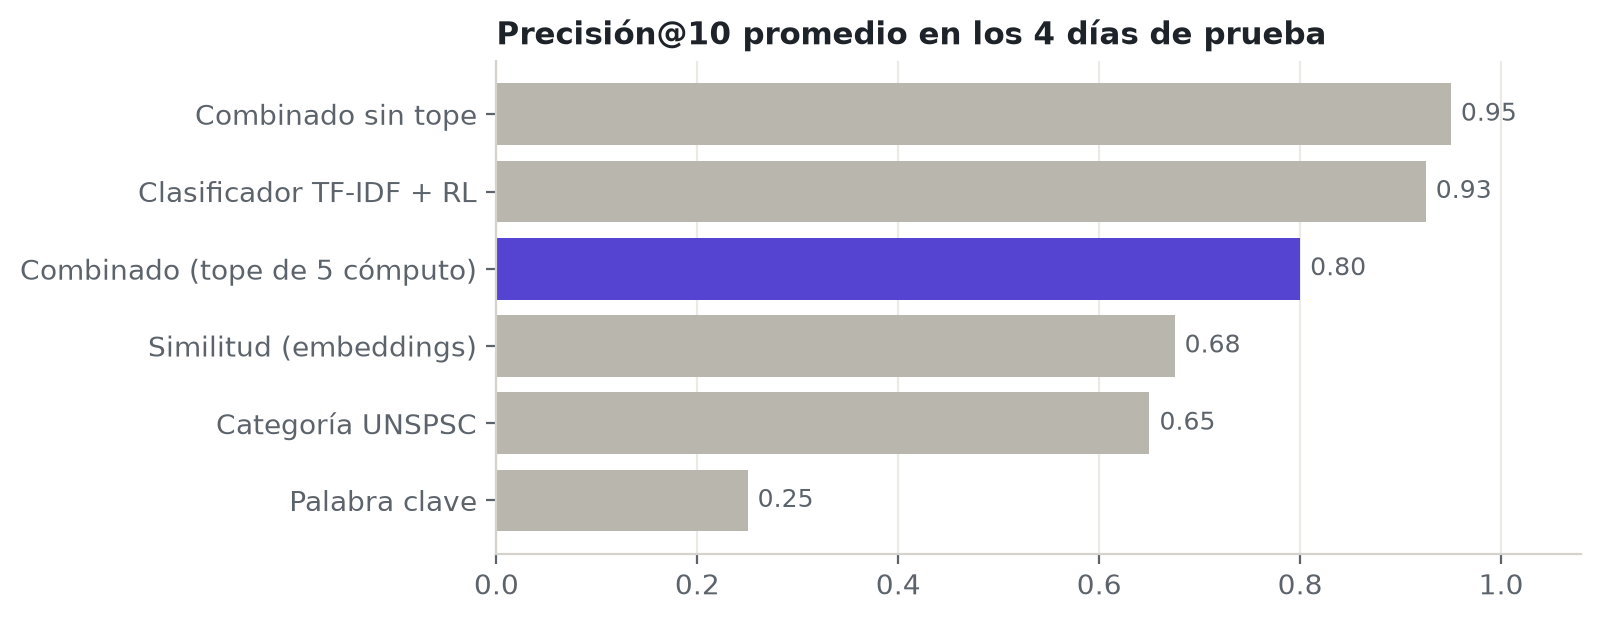 Precisión@10 promedio en los 4 días de prueba
Combinado sin tope 0.95
Clasificador TF-IDF + RL 0.93
Combinado (tope de 5 cómputo) 0.80
Similitud (embeddings) 0.68
Categoría UNSPSC 0.65
Palabra clave 0.25
0.0 0.2 0.4 0.6 0.8 1.0